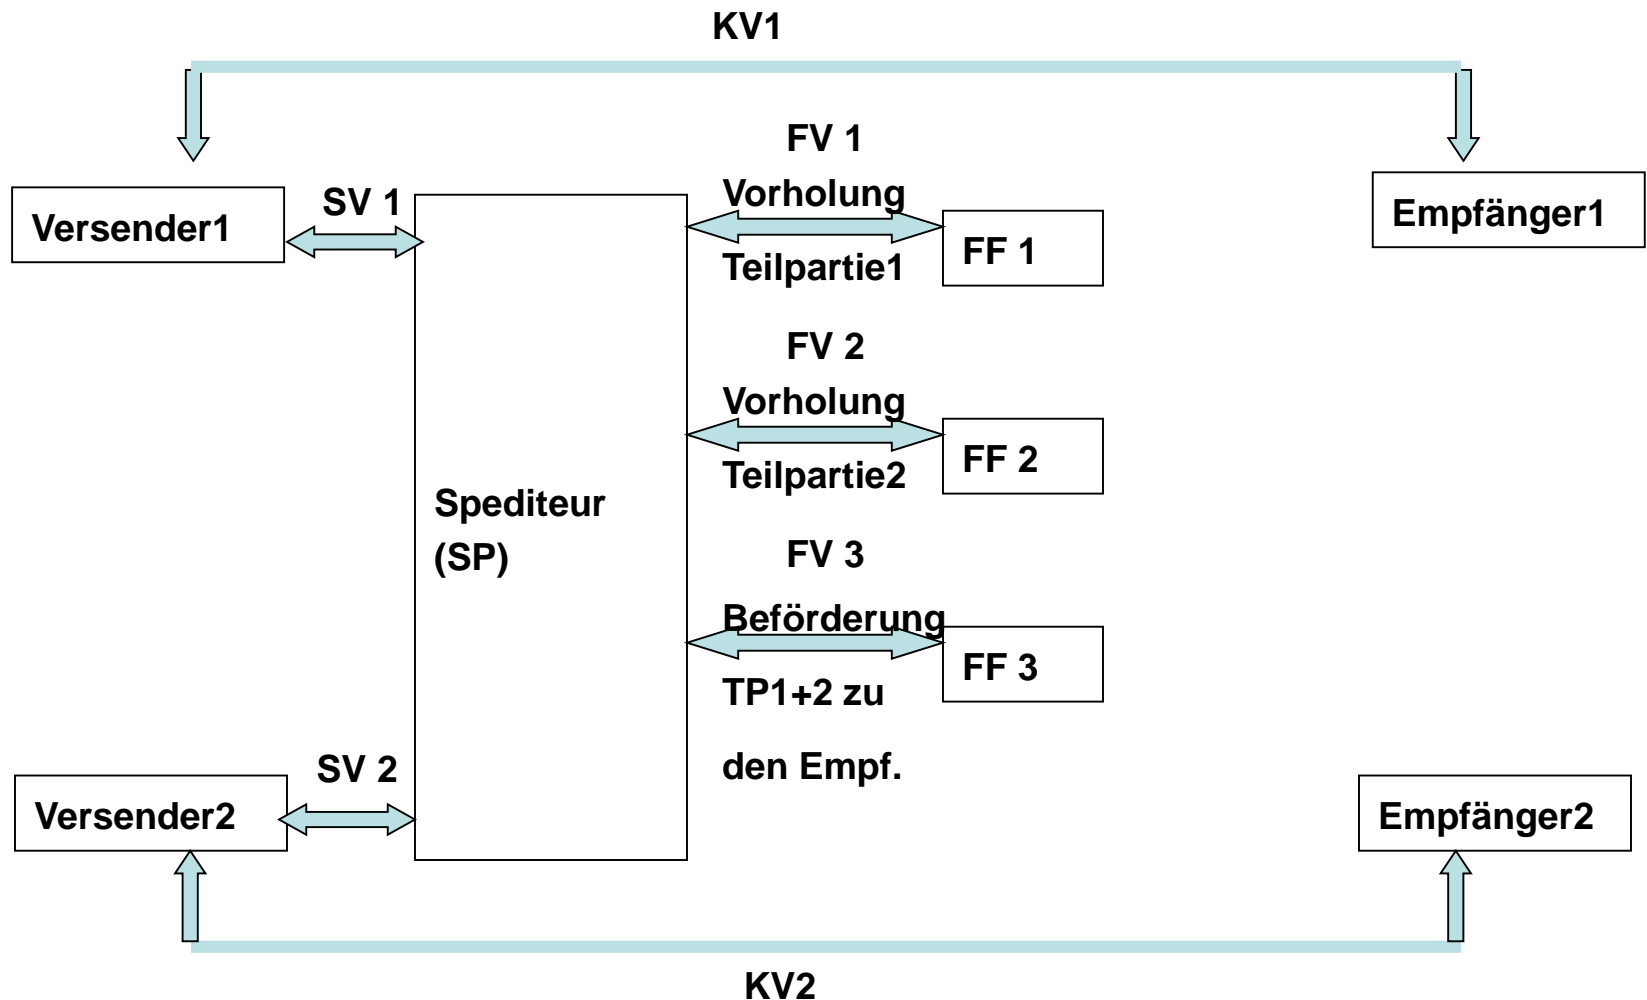 KV1
FV 1
Vorholung
SV 1
Versender1
Empfänger1
FF 1
Teilpartie1
FV 2
Vorholung
FF 2
Teilpartie2
Spediteur
(SP)
FV 3
Beförderung
FF 3
TP1+2 zu
den Empf.
SV 2
Versender2
Empfänger2
KV2